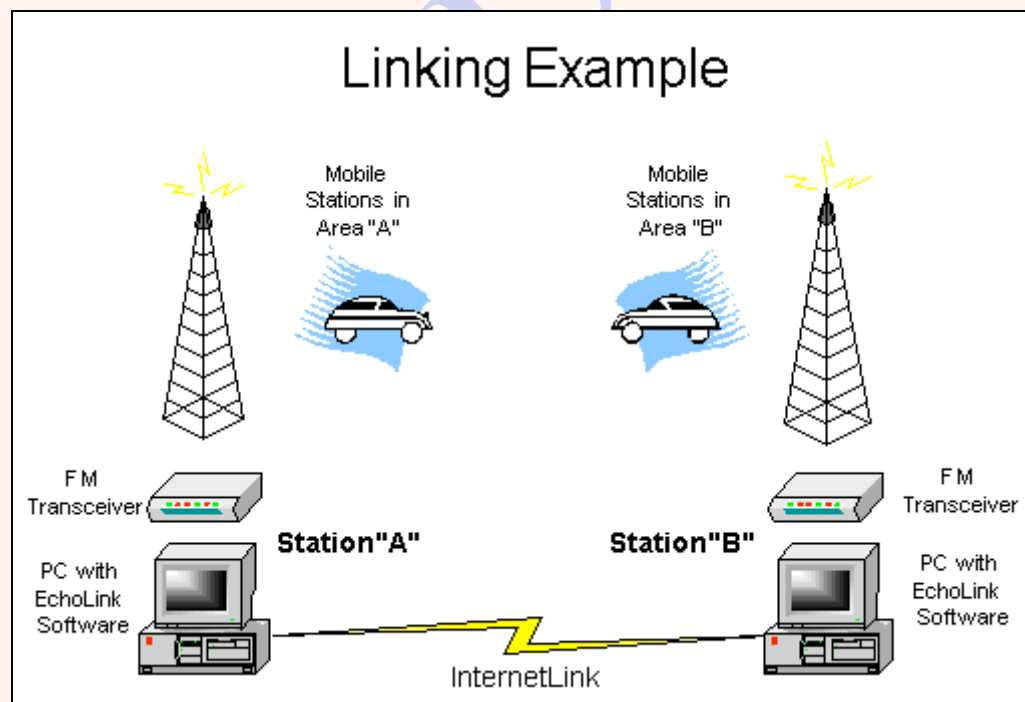 Linking Example
Mobile
Stations in
Area "A"
Mobile
Stations in
Area "B"
FM
Transceiver
FM
Transceiver
Station"A"
Station"B"
PC with
EchoLink
Software
PC with
EchoLink
Software
InternetLink